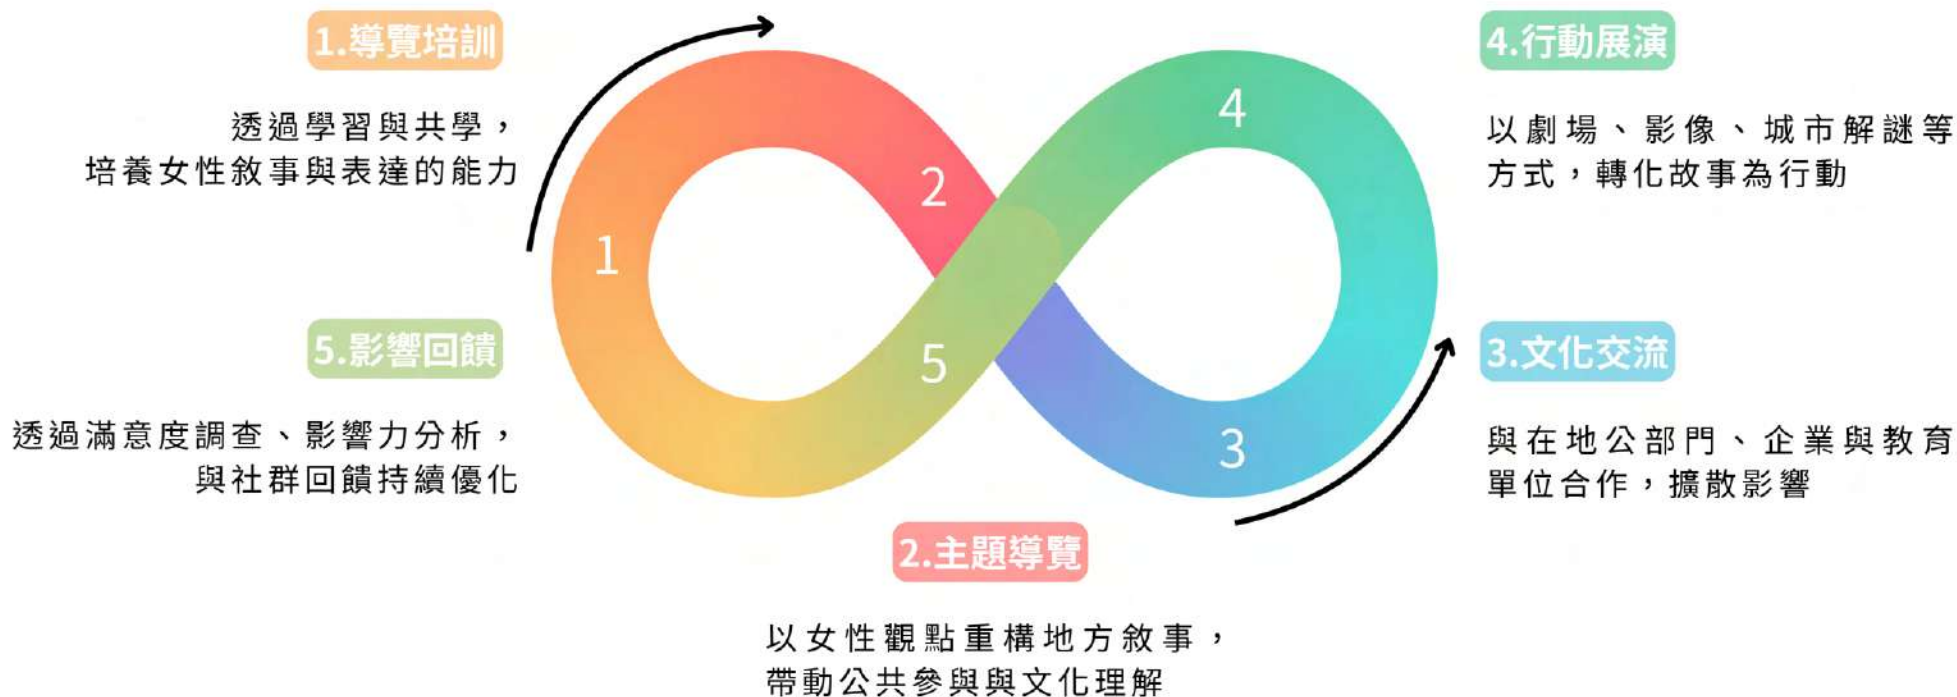 1.導覽培訓
透過學習與共學，
培養女性敘事與表達的能力
5.影響回饋
透過滿意度調查、影響力分析，
與社群回饋持續優化
1
2
5
4
3
2.主題導覽
以女性觀點重構地方敘事，
帶動公共參與與文化理解
4.行動展演
以劇場、影像、城市解謎等
方式，轉化故事為行動
3.文化交流
與在地公部門、企業與教育
單位合作，擴散影響